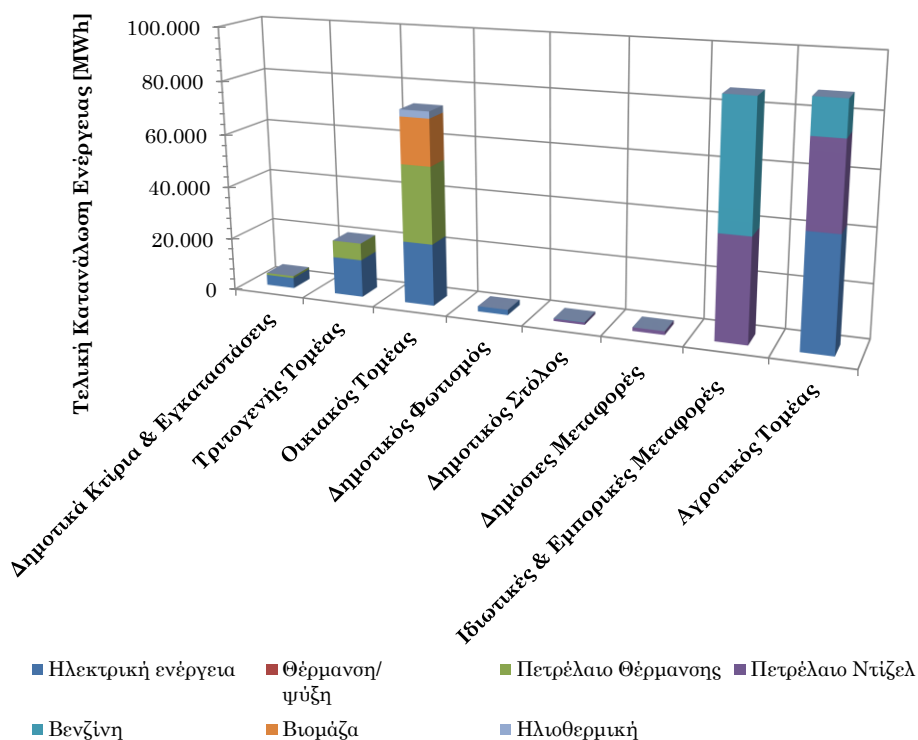 Τελική Κατανάλωση Ενέργειας [MWh]
100.000
80.000
60.000
40.000
20.000
0
Δημοτικά Κτίρια & Εγκαταστάσεις
Τριτογενής Τομέας
Οικιακός Τομέας
Δημοτικός Φωτισμός
Δημοτικός Στόλος
Δημόσιες Μεταφορές
Ιδιωτικές & Εμπορικές Μεταφορές
Αγροτικός Τομέας
Ηλεκτρική ενέργεια
Θέρμανση/
ψύξη
Πετρέλαιο Θέρμανσης
Πετρέλαιο Ντίζελ
Βενζίνη
Βιομάζα
Ηλιοθερμική